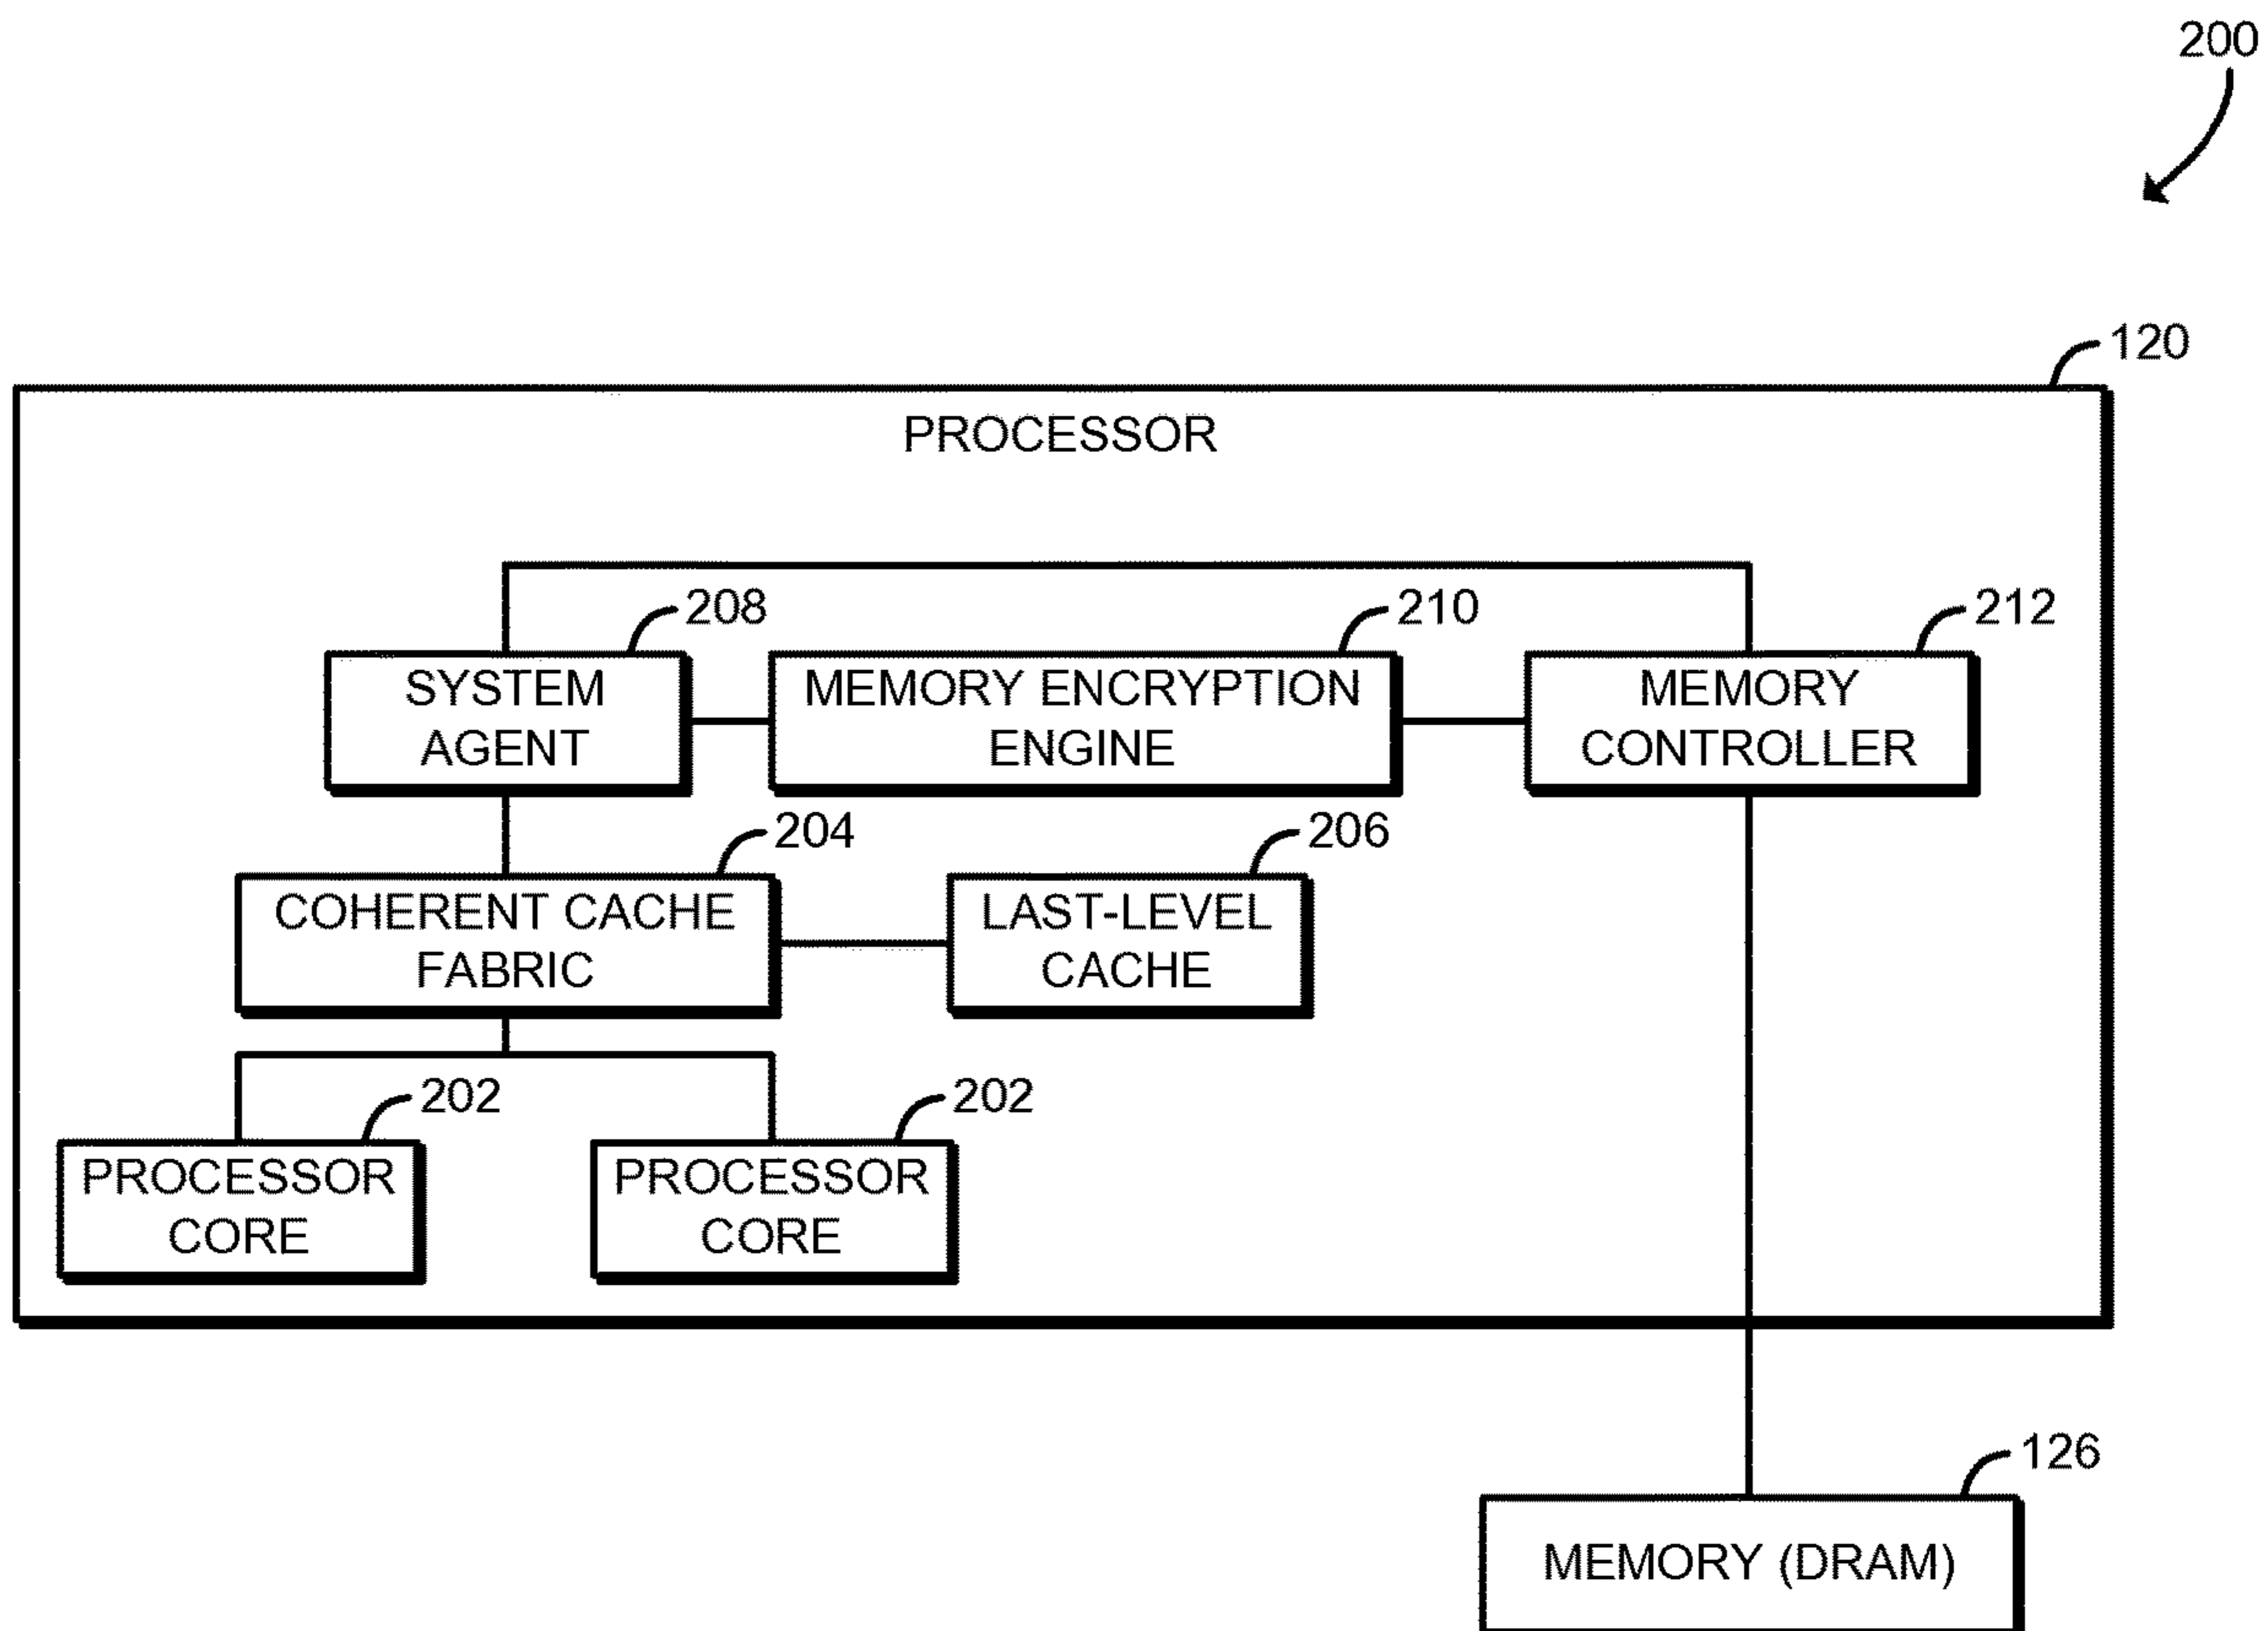 200
120
PROCESSOR
208
210
212
SYSTEM
AGENT
MEMORY ENCRYPTION
ENGINE
MEMORY
CONTROLLER
204
206
COHERENT CACHE
FABRIC
LAST-LEVEL
CACHE
202
202
PROCESSOR
CORE
PROCESSOR
CORE
126
MEMORY (DRAM)